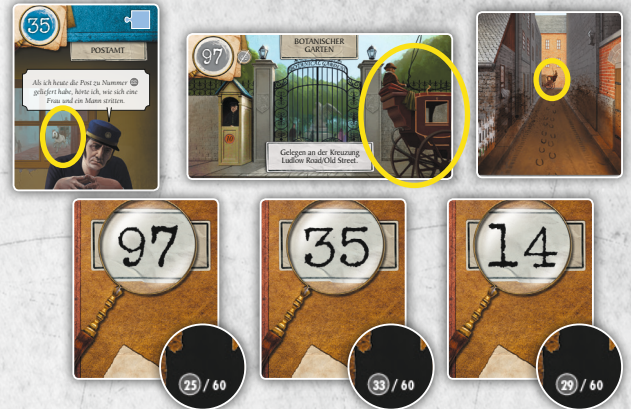 35
POSTAMT
Als ich heute die Post zu Nummer
geliefert habe, hörte ich, wie sich eine
Frau und ein Mann stritten.
97
BOTANISCHER
GARTEN
BOTANICAL GARDEN
Gelegen an der Kreuzung
Ludlow Road/Old Street.
97
35
14
25 / 60
33 / 60
29 / 60